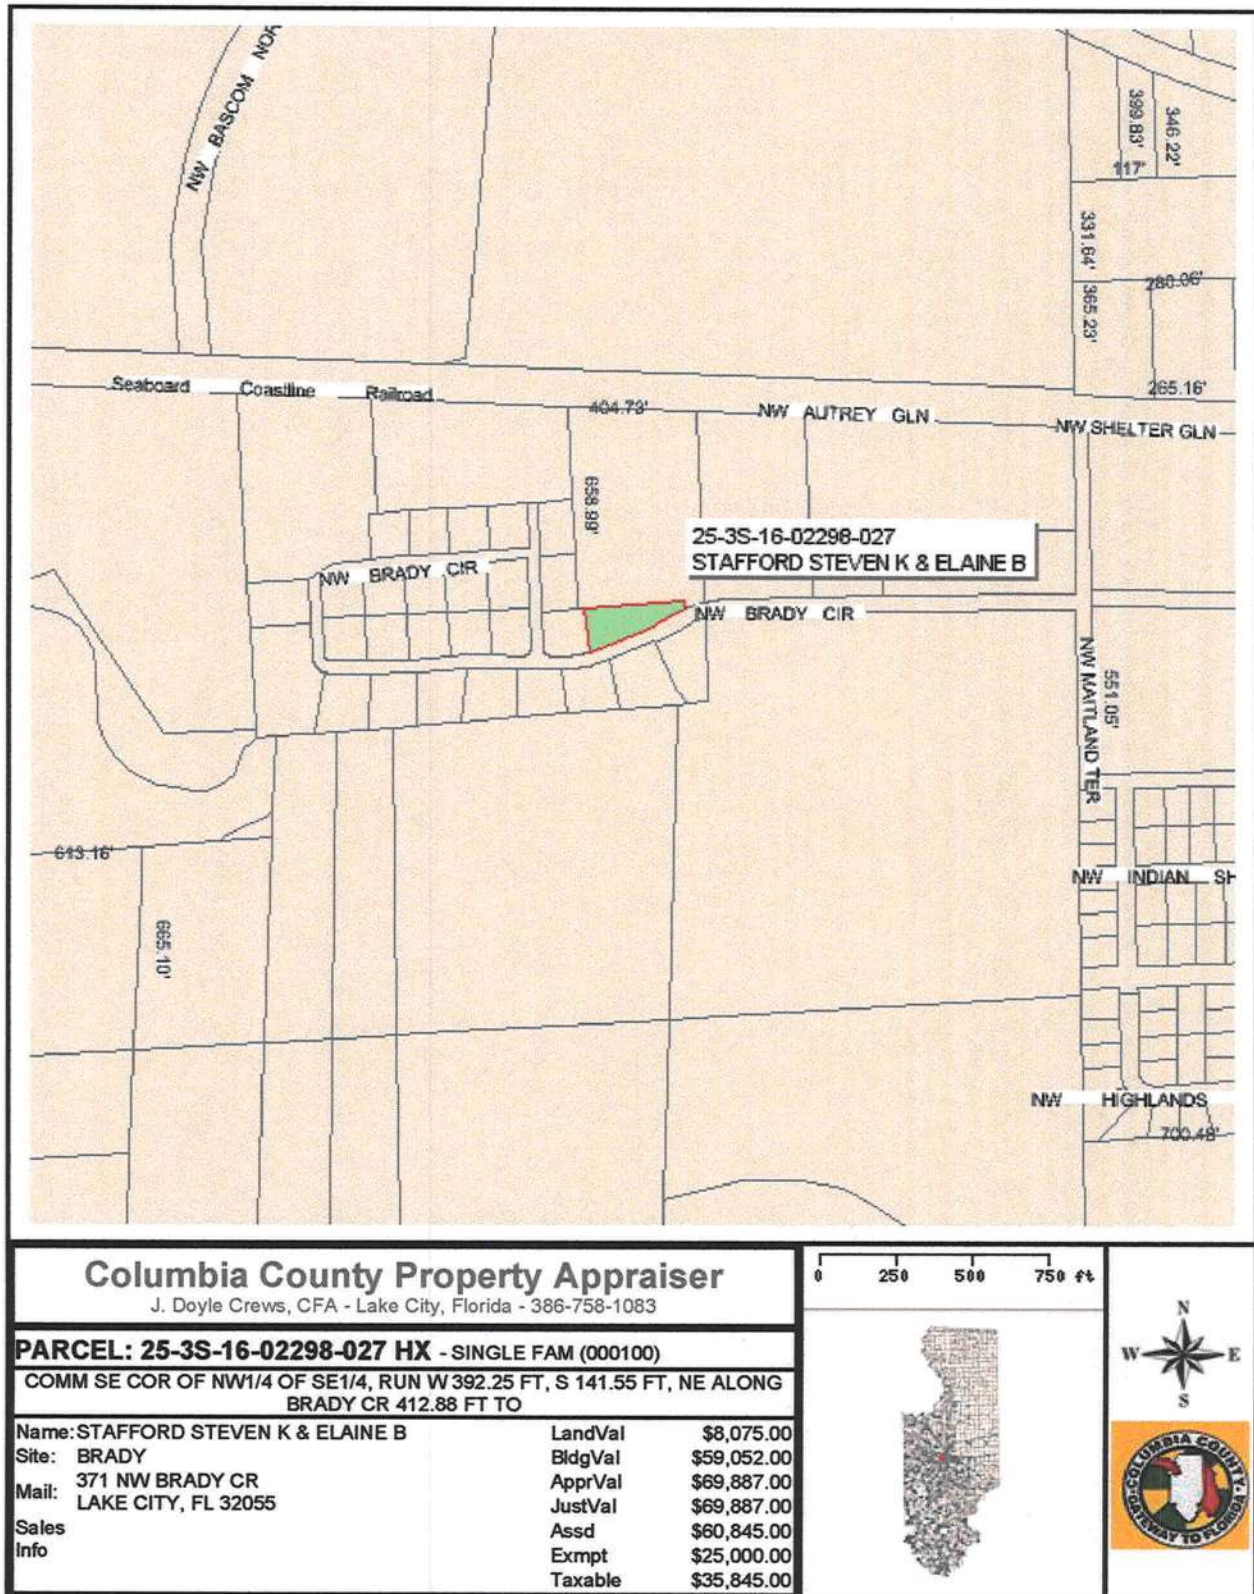 NW BASCOM NOR
399.83'
346.22'
117'
331.64'
365.23'
280.06'
265.16'
Seaboard Coastline Railroad
404.73'
NW AUTREY GLN
NW SHELTER GLN
658.99'
25-3S-16-02298-027
STAFFORD STEVEN K & ELAINE B
NW BRADY CIR
NW BRADY CIR
NW MAITLAND TER
551.05'
613.16'
665.10'
NW INDIAN SH
NW HIGHLANDS
700.48'
Columbia County Property Appraiser
J. Doyle Crews, CFA - Lake City, Florida - 386-758-1083
PARCEL: 25-3S-16-02298-027 HX - SINGLE FAM (000100)
COMM SE COR OF NW1/4 OF SE1/4, RUN W 392.25 FT, S 141.55 FT, NE ALONG
BRADY CR 412.88 FT TO
Name: STAFFORD STEVEN K & ELAINE B
Site: BRADY
Mail: 371 NW BRADY CR
LAKE CITY, FL 32055
Sales
Info
LandVal $8,075.00
BldgVal $59,052.00
ApprVal $69,887.00
JustVal $69,887.00
Assd $60,845.00
Exmpt $25,000.00
Taxable $35,845.00
0 250 500 750 ft
N
W E
S
COLUMBIA COUNTY
GATEWAY TO FLORIDA